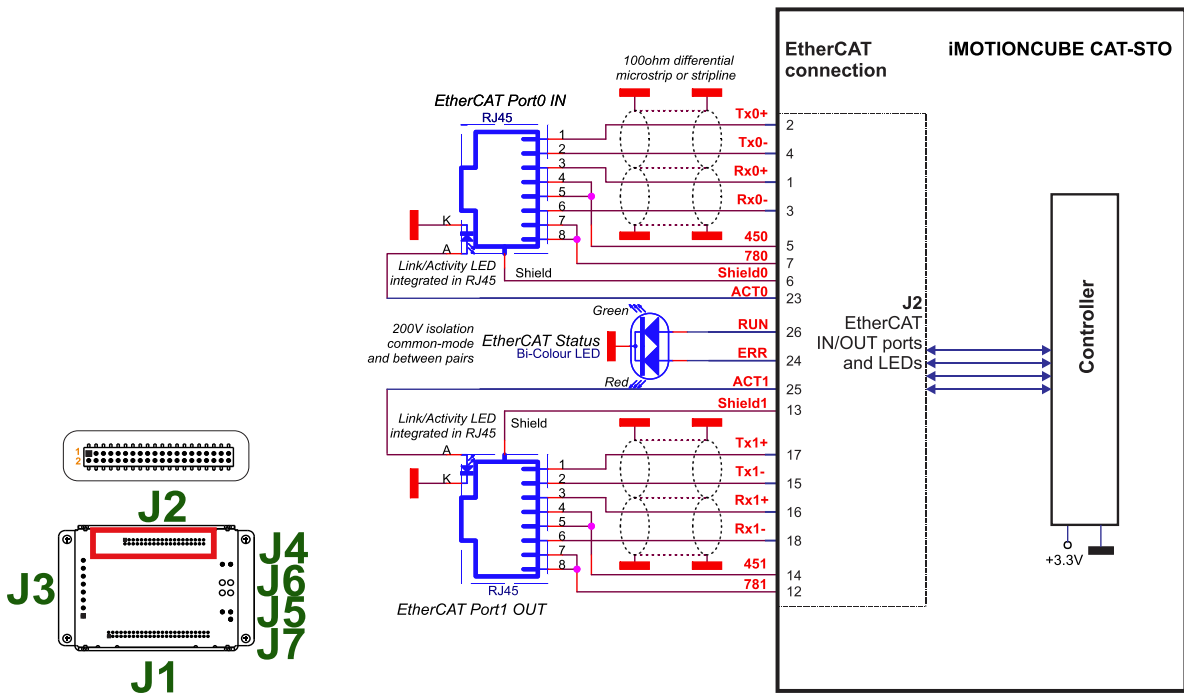 EtherCAT
connection
iMOTIONCUBE CAT-STO
100ohm differential
microstrip or stripline
EtherCAT Port0 IN
RJ45
1
2
3
4
5
6
7
8
K
A
Link/Activity LED
integrated in RJ45
Shield
Tx0+
2
Tx0-
4
Rx0+
1
Rx0-
3
450
5
780
7
Shield0
6
ACT0
23
200V isolation
common-mode
and between pairs
Green
EtherCAT Status
Bi-Colour LED
Red
RUN
26
ERR
24
ACT1
25
Shield1
13
J2
EtherCAT
IN/OUT ports
and LEDs
Controller
+3.3V
Link/Activity LED
integrated in RJ45
Shield
A
K
1
2
3
4
5
6
7
8
RJ45
EtherCAT Port1 OUT
Tx1+
17
Tx1-
15
Rx1+
16
Rx1-
18
451
14
781
12
1
2
J2
J3
J4
J6
J5
J7
J1